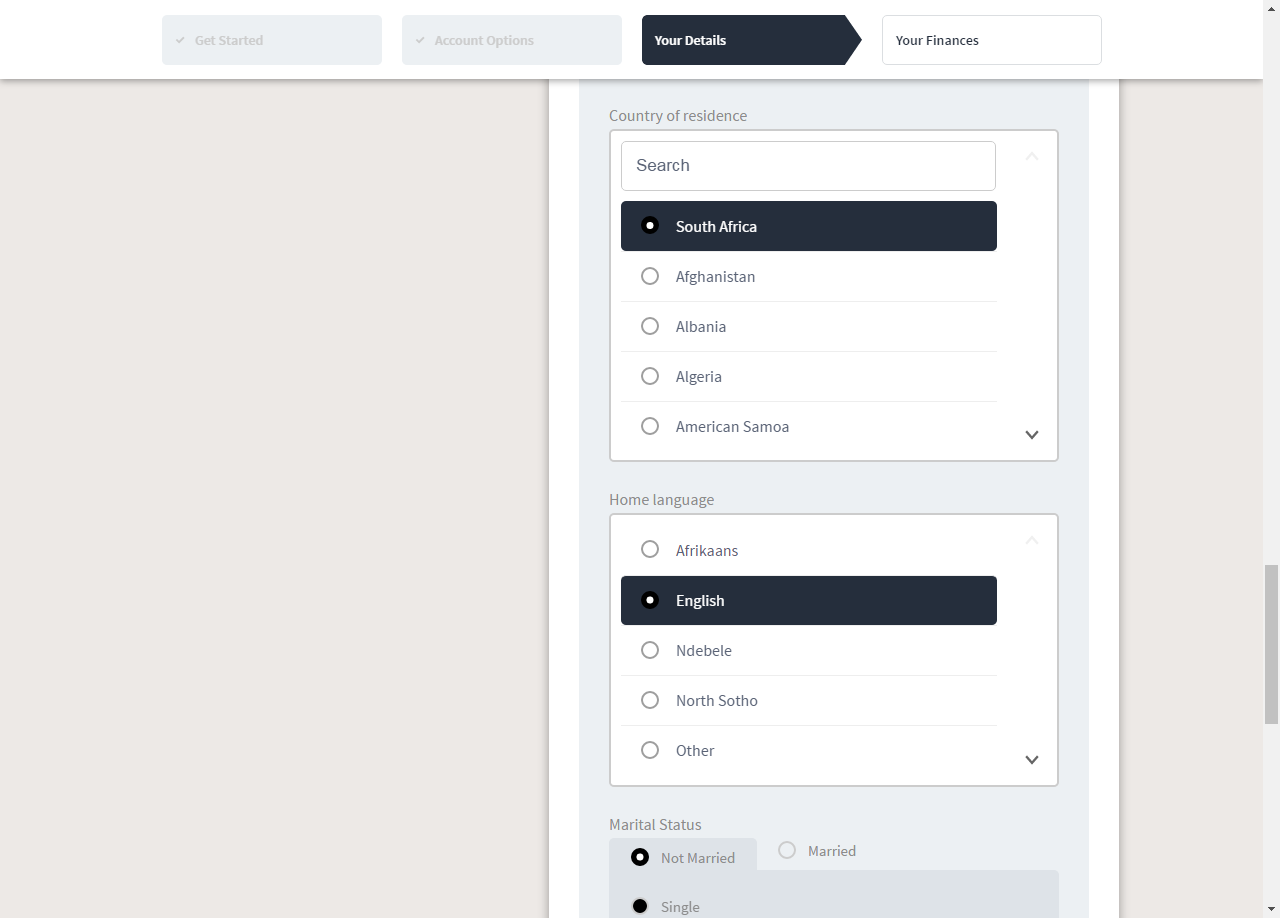 Get Started
Account Options
Your Details
Your Finances
Country of residence
Search
South Africa
Afghanistan
Albania
Algeria
American Samoa
Home language
Afrikaans
English
Ndebele
North Sotho
Other
Marital Status
Not Married
Married
Single